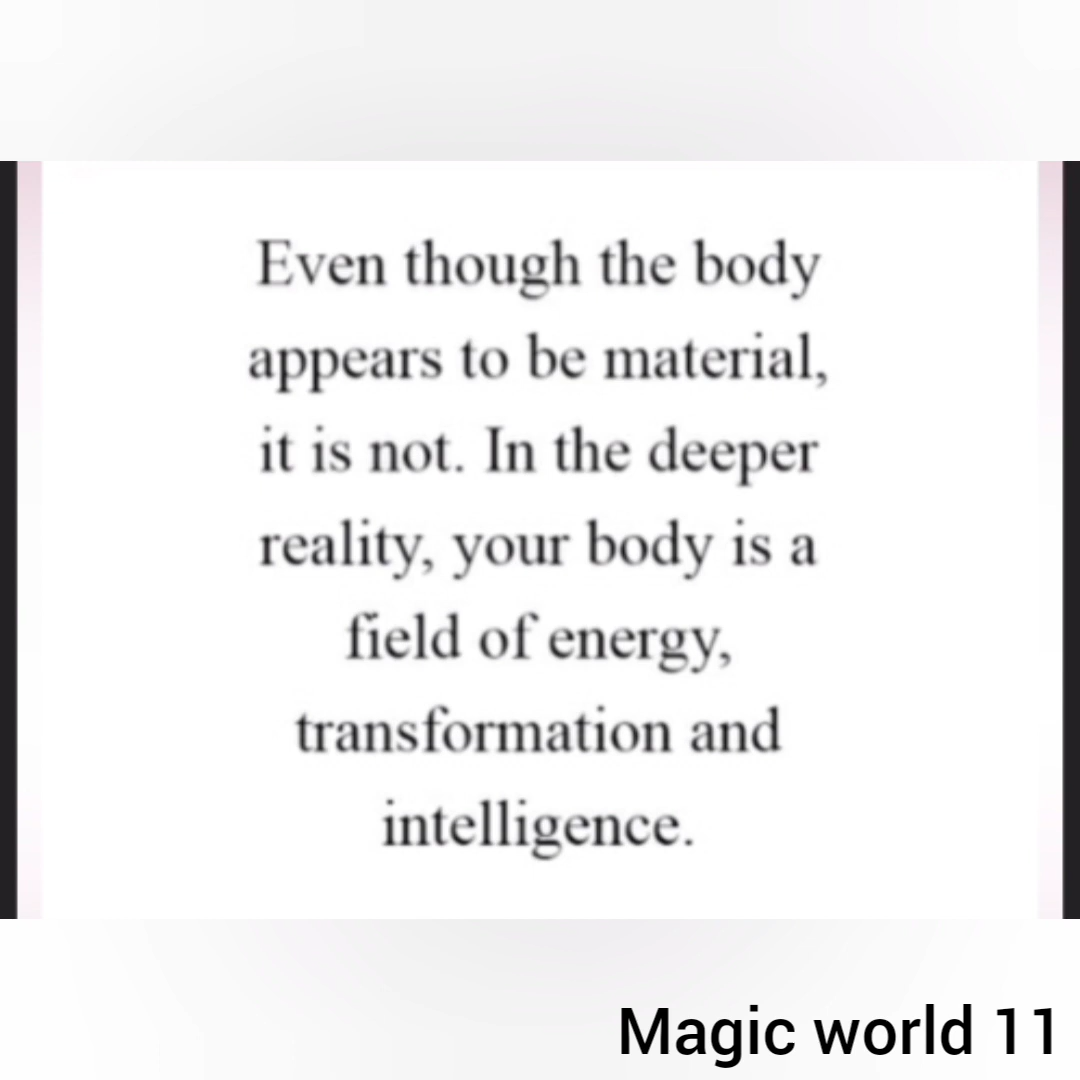 Even though the body
appears to be material,
it is not. In the deeper
reality, your body is a
field of energy,
transformation and
intelligence.
Magic world 11